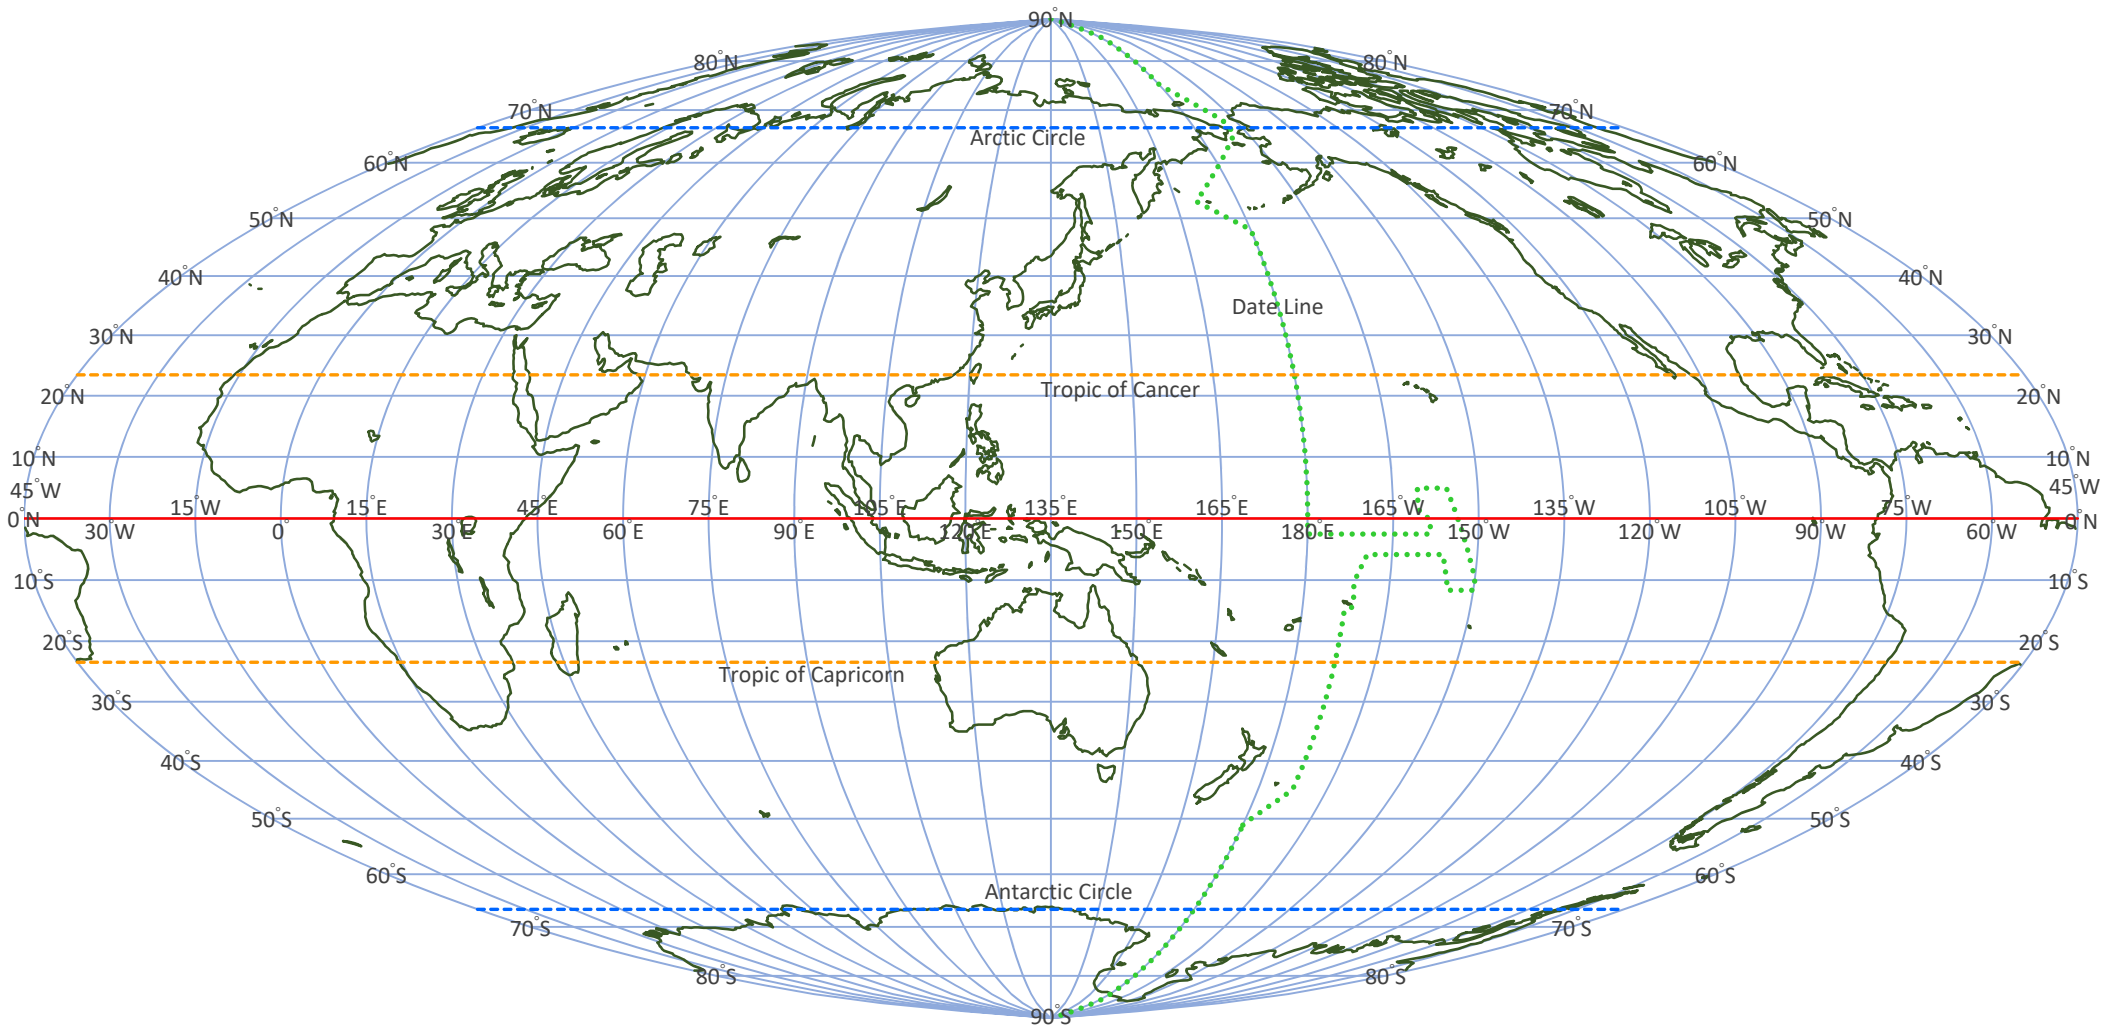 90°N
80°N 80°N
70°N 70°N
Arctic Circle
60°N 60°N
50°N 50°N
40°N 40°N
Date Line
30°N 30°N
Tropic of Cancer
20°N 20°N
10°N 10°N
45°W 45°W
15°W 15°E 45°E 75°E 105°E 135°E 165°E 165°W 135°W 105°W 75°W
0°N 0°N
30°W 0° 30°E 60°E 90°E 120°E 150°E 180°E 150°W 120°W 90°W 60°W
10°S 10°S
20°S 20°S
Tropic of Capricorn
30°S 30°S
40°S 40°S
50°S 50°S
60°S 60°S
Antarctic Circle
70°S 70°S
80°S 80°S
90°S